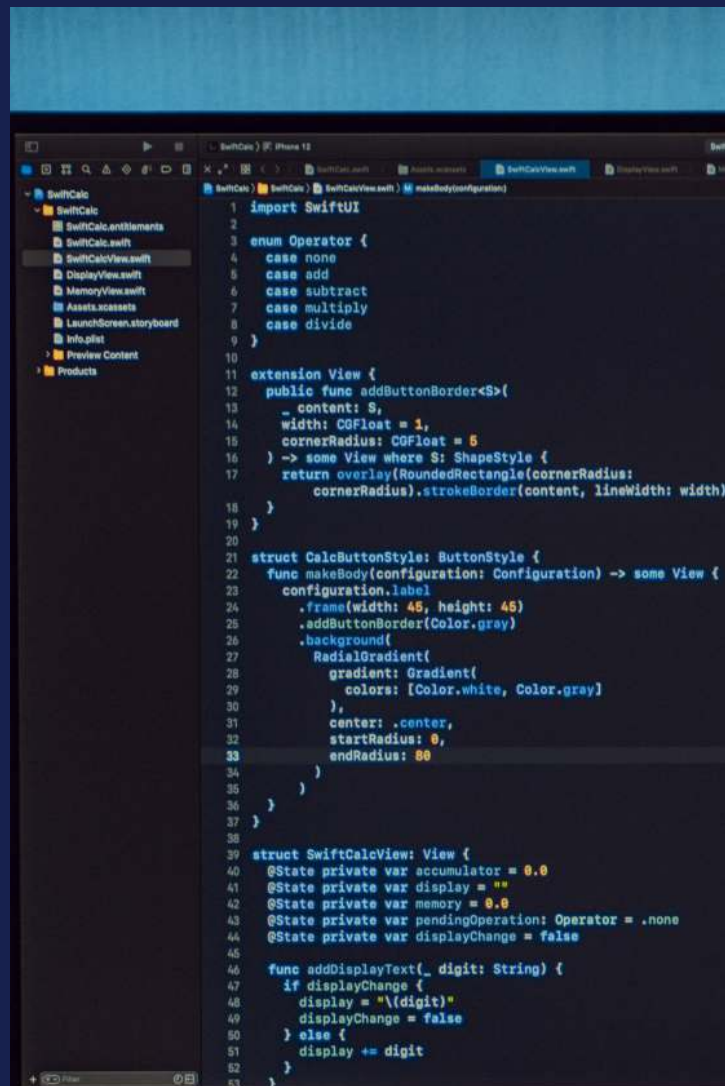 SwiftCalc
iPhone 12
SwiftCalc.swift
Assets.xcassets
SwiftCalcView.swift
DisplayView.swift
SwiftCalc
SwiftCalc
SwiftCalcView.swift
makeBody(configuration:)
SwiftCalc
SwiftCalc
SwiftCalc.entitlements
SwiftCalc.swift
SwiftCalcView.swift
DisplayView.swift
MemoryView.swift
Assets.xcassets
LaunchScreen.storyboard
Info.plist
Preview Content
Products
Filter
1 import SwiftUI
2
3 enum Operator {
4 case none
5 case add
6 case subtract
7 case multiply
8 case divide
9 }
10
11 extension View {
12 public func addButtonBorder<S>(
13 _ content: S,
14 width: CGFloat = 1,
15 cornerRadius: CGFloat = 5
16 ) -> some View where S: ShapeStyle {
17 return overlay(RoundedRectangle(cornerRadius:
cornerRadius).strokeBorder(content, lineWidth: width)
18 }
19 }
20
21 struct CalcButtonStyle: ButtonStyle {
22 func makeBody(configuration: Configuration) -> some View {
23 configuration.label
24 .frame(width: 45, height: 45)
25 .addButtonBorder(Color.gray)
26 .background(
27 RadialGradient(
28 gradient: Gradient(
29 colors: [Color.white, Color.gray]
30 ),
31 center: .center,
32 startRadius: 0,
33 endRadius: 80
34 )
35 )
36 }
37 }
38
39 struct SwiftCalcView: View {
40 @State private var accumulator = 0.0
41 @State private var display = ""
42 @State private var memory = 0.0
43 @State private var pendingOperation: Operator = .none
44 @State private var displayChange = false
45
46 func addDisplayText(_ digit: String) {
47 if displayChange {
48 display = "\(digit)"
49 displayChange = false
50 } else {
51 display += digit
52 }
53 }